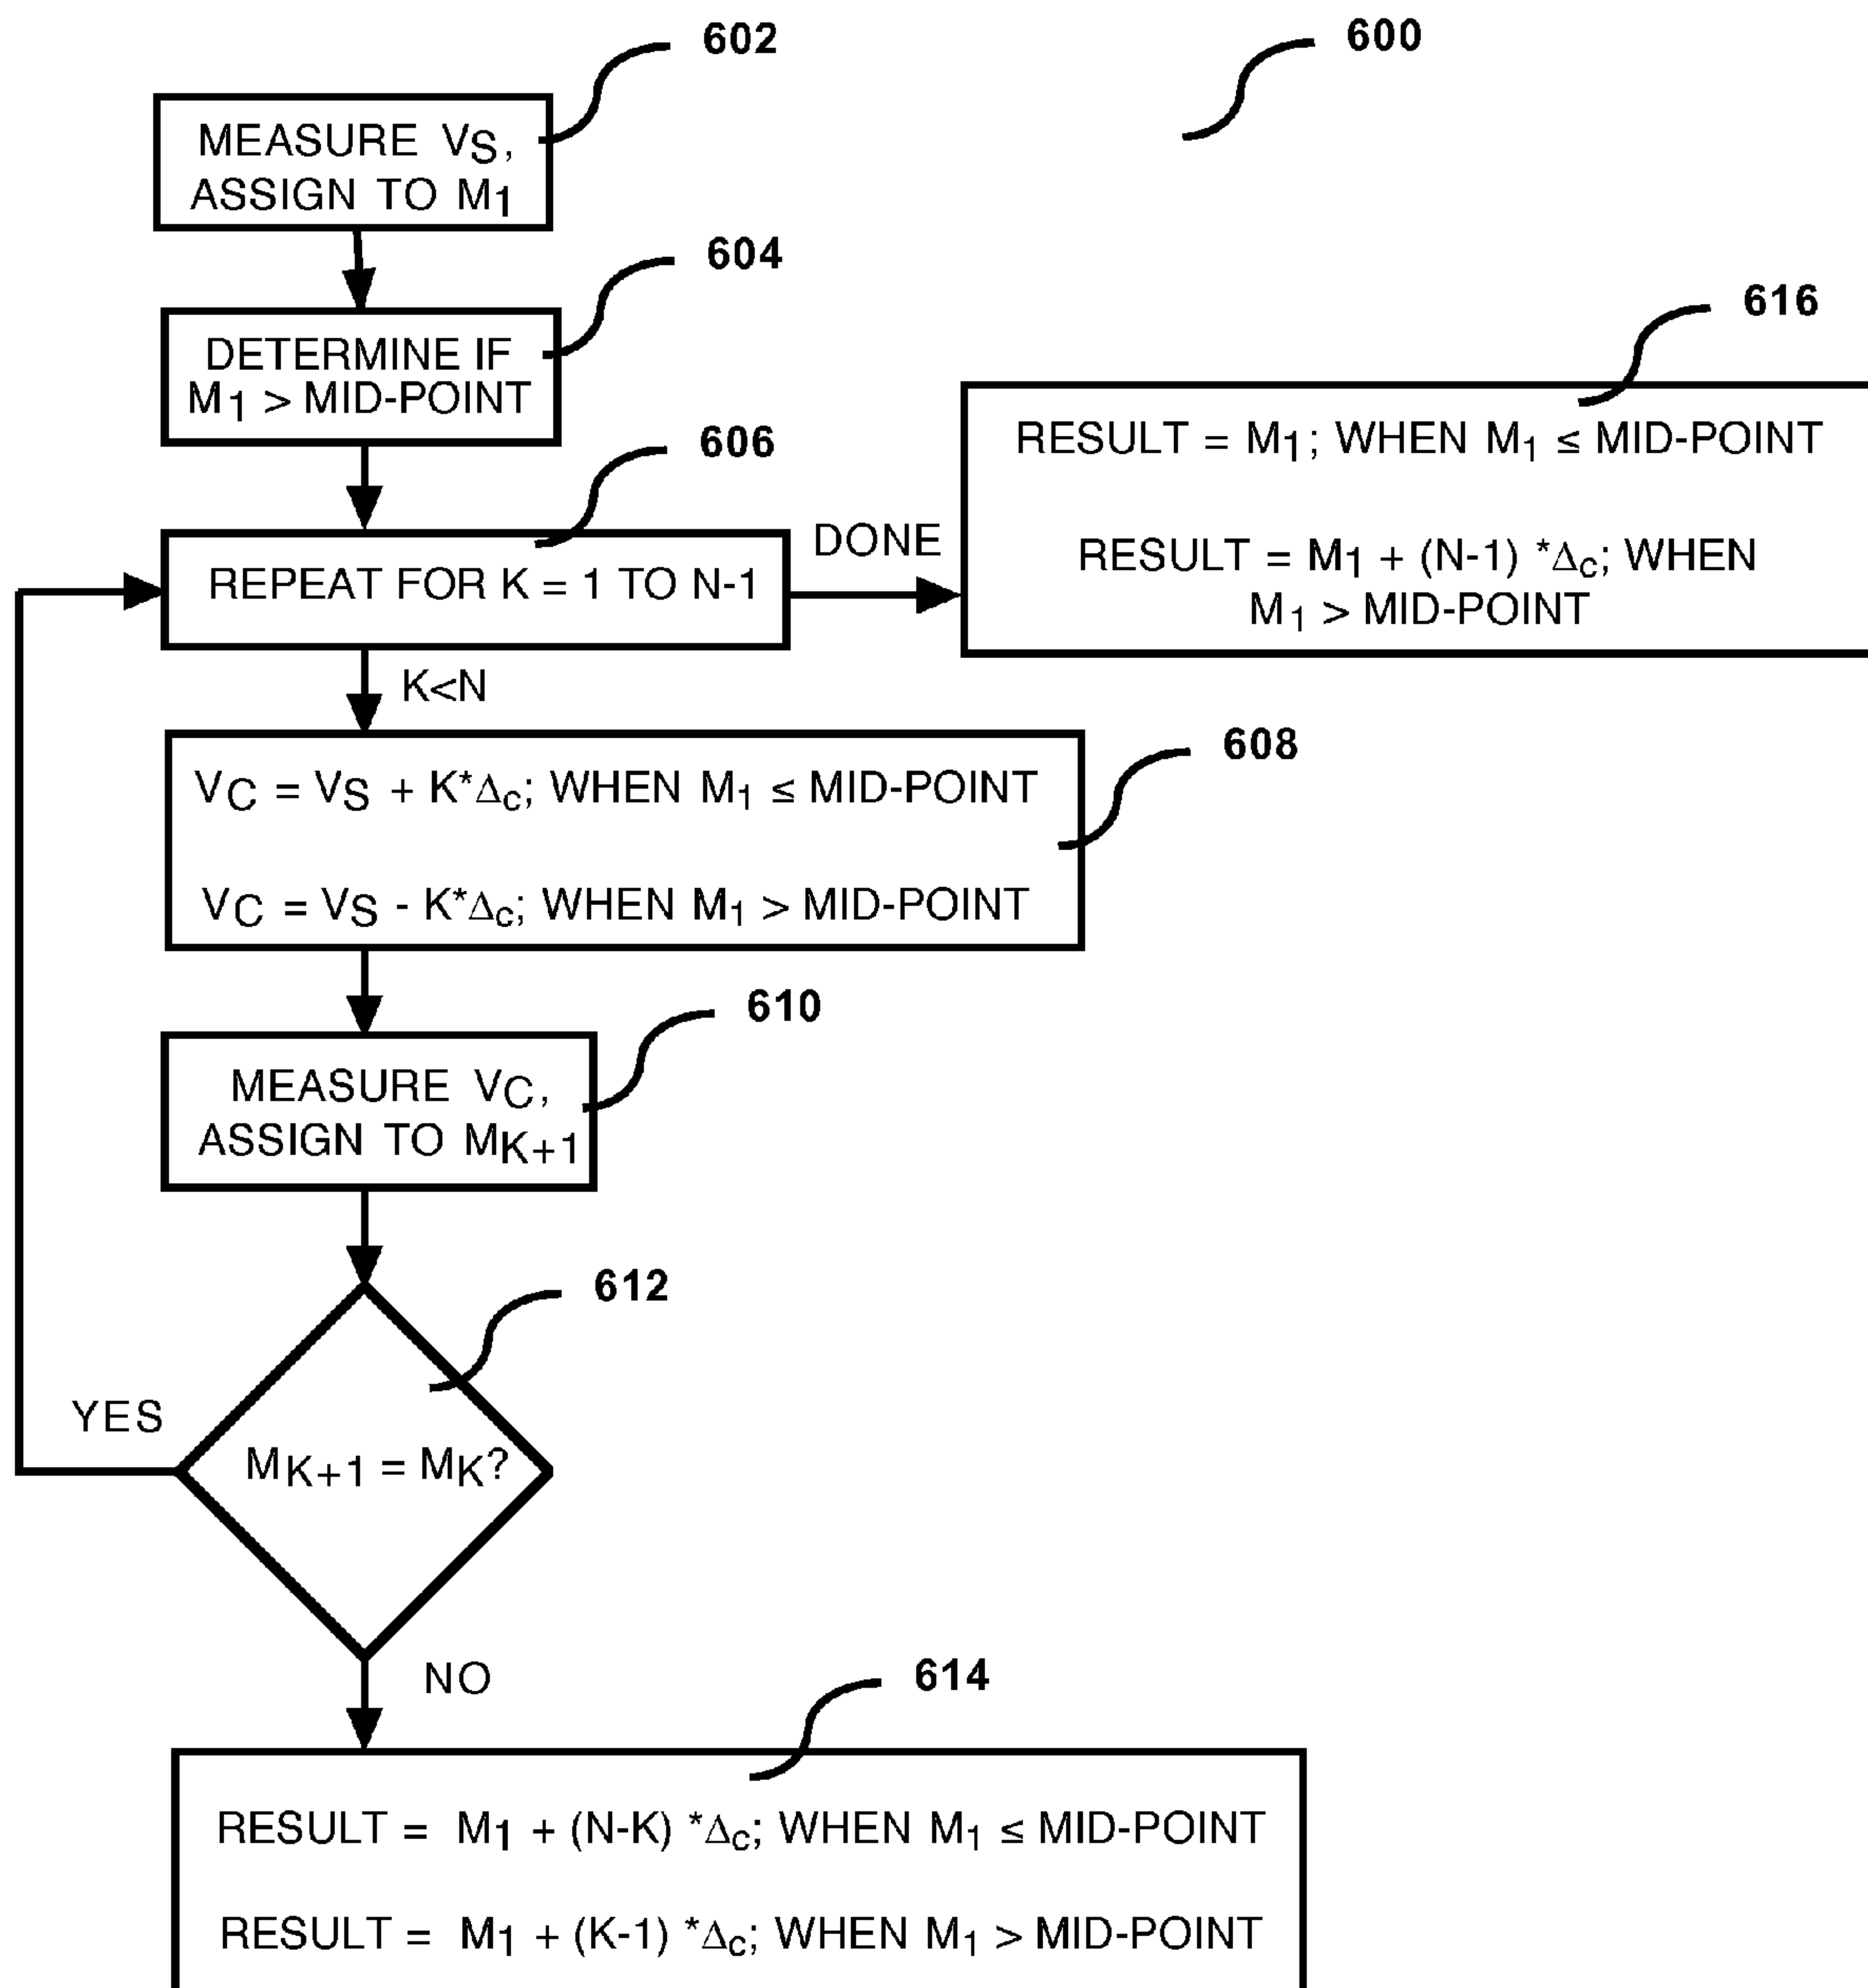 602
600
MEASURE VS,
ASSIGN TO M1
604
DETERMINE IF
M1 > MID-POINT
616
RESULT = M1; WHEN M1 ≤ MID-POINT
RESULT = M1 + (N-1) *Δc; WHEN
M1 > MID-POINT
606
REPEAT FOR K = 1 TO N-1
DONE
K<N
608
VC = VS + K*Δc; WHEN M1 ≤ MID-POINT
VC = VS - K*Δc; WHEN M1 > MID-POINT
610
MEASURE VC,
ASSIGN TO MK+1
612
YES
MK+1 = MK?
NO
614
RESULT = M1 + (N-K) *Δc; WHEN M1 ≤ MID-POINT
RESULT = M1 + (K-1) *Δc; WHEN M1 > MID-POINT